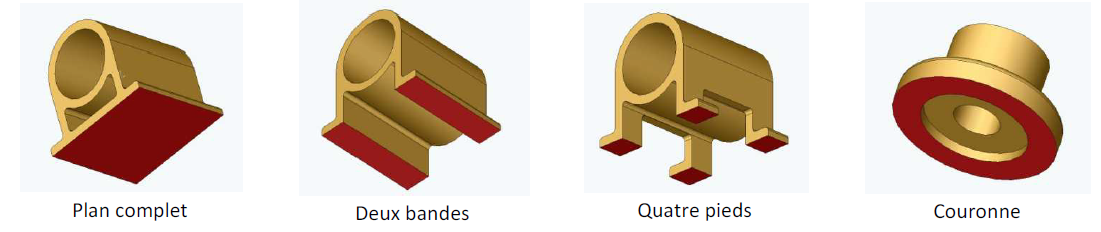 Plan complet
Deux bandes
Quatre pieds
Couronne